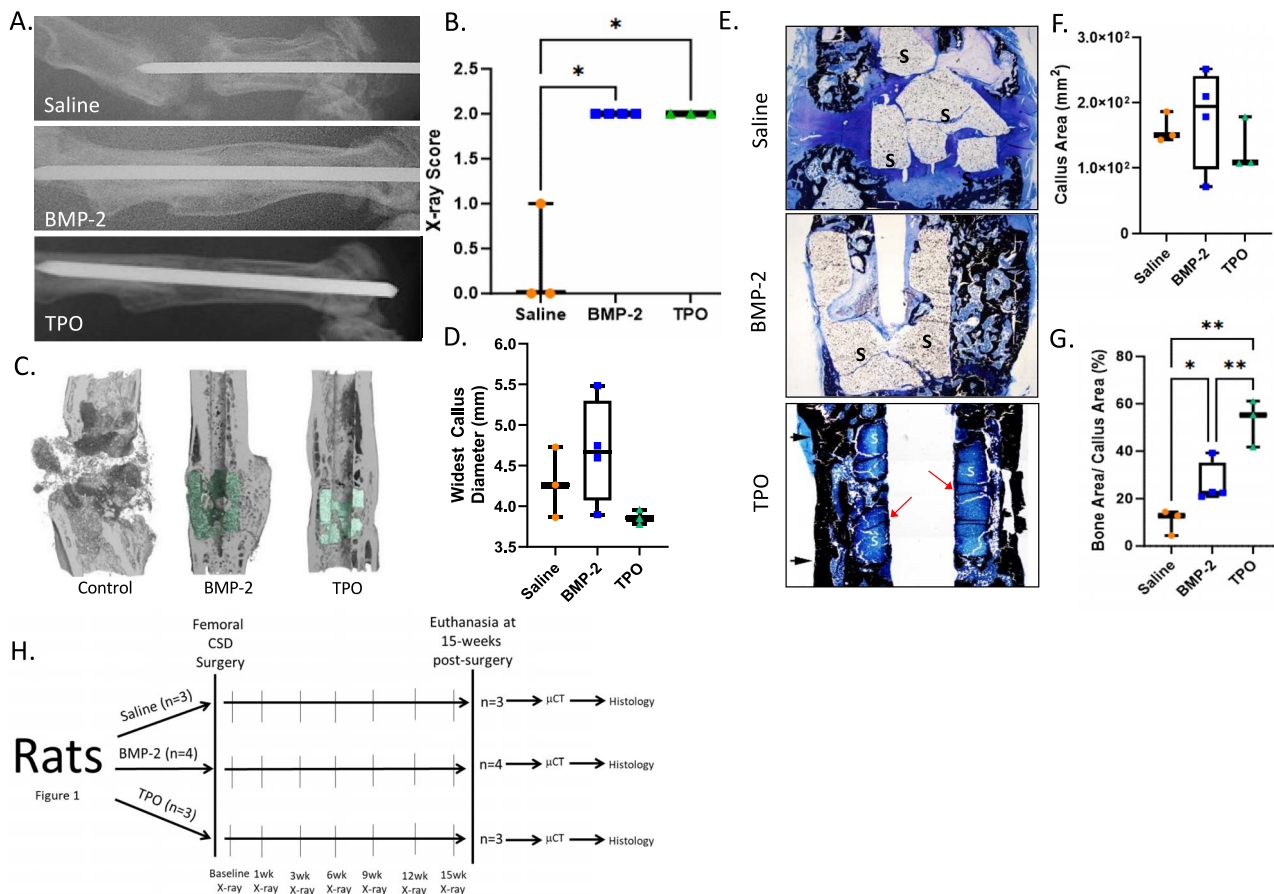 A.
Saline
BMP-2
TPO
B.
X-ray Score
2.5
2.0
1.5
1.0
0.5
0.0
*
*
Saline
BMP-2
TPO
C.
Control
BMP-2
TPO
D.
Widest Callus
Diameter (mm)
6.0
5.5
5.0
4.5
4.0
3.5
Saline
BMP-2
TPO
E.
Saline
S
S
S
S
BMP-2
S
S
TPO
S
S
S
S
F.
Callus Area (mm²)
3.0×10²
2.0×10²
1.0×10²
0
Saline
BMP-2
TPO
G.
Bone Area/ Callus Area (%)
80
60
40
20
0
**
*
**
Saline
BMP-2
TPO
H.
Femoral
CSD
Surgery
Euthanasia at
15-weeks
post-surgery
Rats
Figure 1
Saline (n=3)
BMP-2 (n=4)
TPO (n=3)
n=3
μCT
Histology
n=4
μCT
Histology
n=3
μCT
Histology
Baseline
X-ray
1wk
X-ray
3wk
X-ray
6wk
X-ray
9wk
X-ray
12wk
X-ray
15wk
X-ray